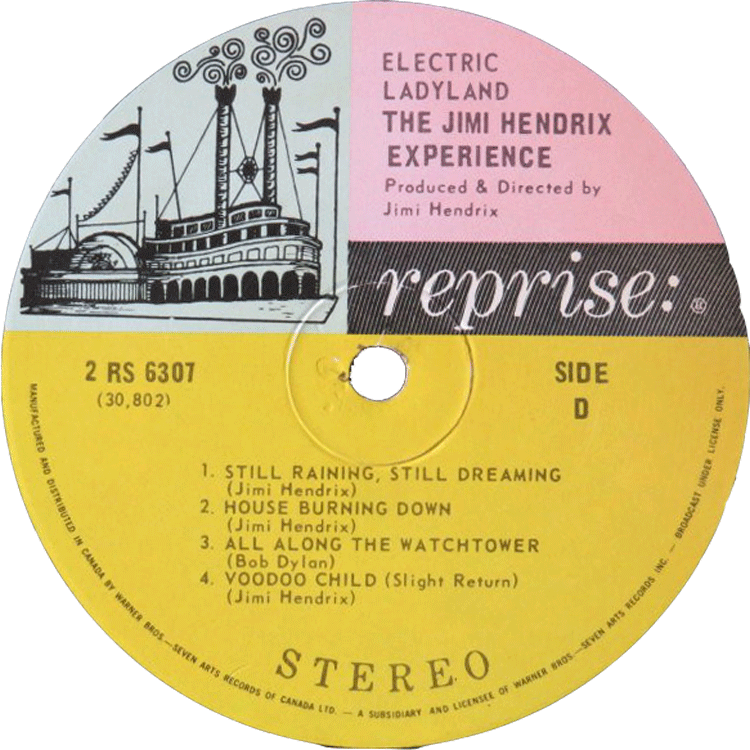 ELECTRIC
LADYLAND
THE JIMI HENDRIX
EXPERIENCE
Produced & Directed by
Jimi Hendrix
reprise: ®
2 RS 6307
(30,802)
SIDE
D
1. STILL RAINING, STILL DREAMING
(Jimi Hendrix)
2. HOUSE BURNING DOWN
(Jimi Hendrix)
3. ALL ALONG THE WATCHTOWER
(Bob Dylan)
4. VOODOO CHILD (Slight Return)
(Jimi Hendrix)
STEREO
MANUFACTURED AND DISTRIBUTED IN CANADA BY WARNER BROS.—SEVEN ARTS RECORDS OF CANADA LTD. — A SUBSIDIARY AND LICENSEE OF WARNER BROS.—SEVEN ARTS RECORDS INC. — BROADCAST UNDER LICENSE ONLY.